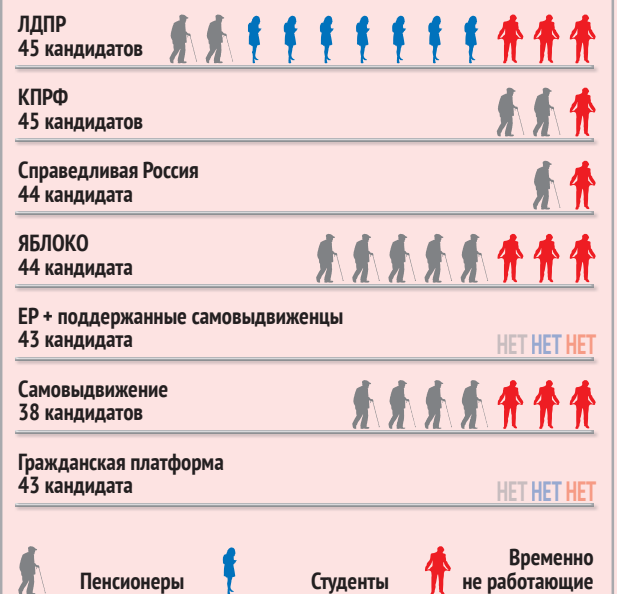 ЛДПР
45 кандидатов
КПРФ
45 кандидатов
Справедливая Россия
44 кандидата
ЯБЛОКО
44 кандидата
ЕР + поддержанные самовыдвиженцы
43 кандидата
НЕТ НЕТ НЕТ
Самовыдвижение
38 кандидатов
Гражданская платформа
43 кандидата
НЕТ НЕТ НЕТ
Пенсионеры
Студенты
Временно
не работающие